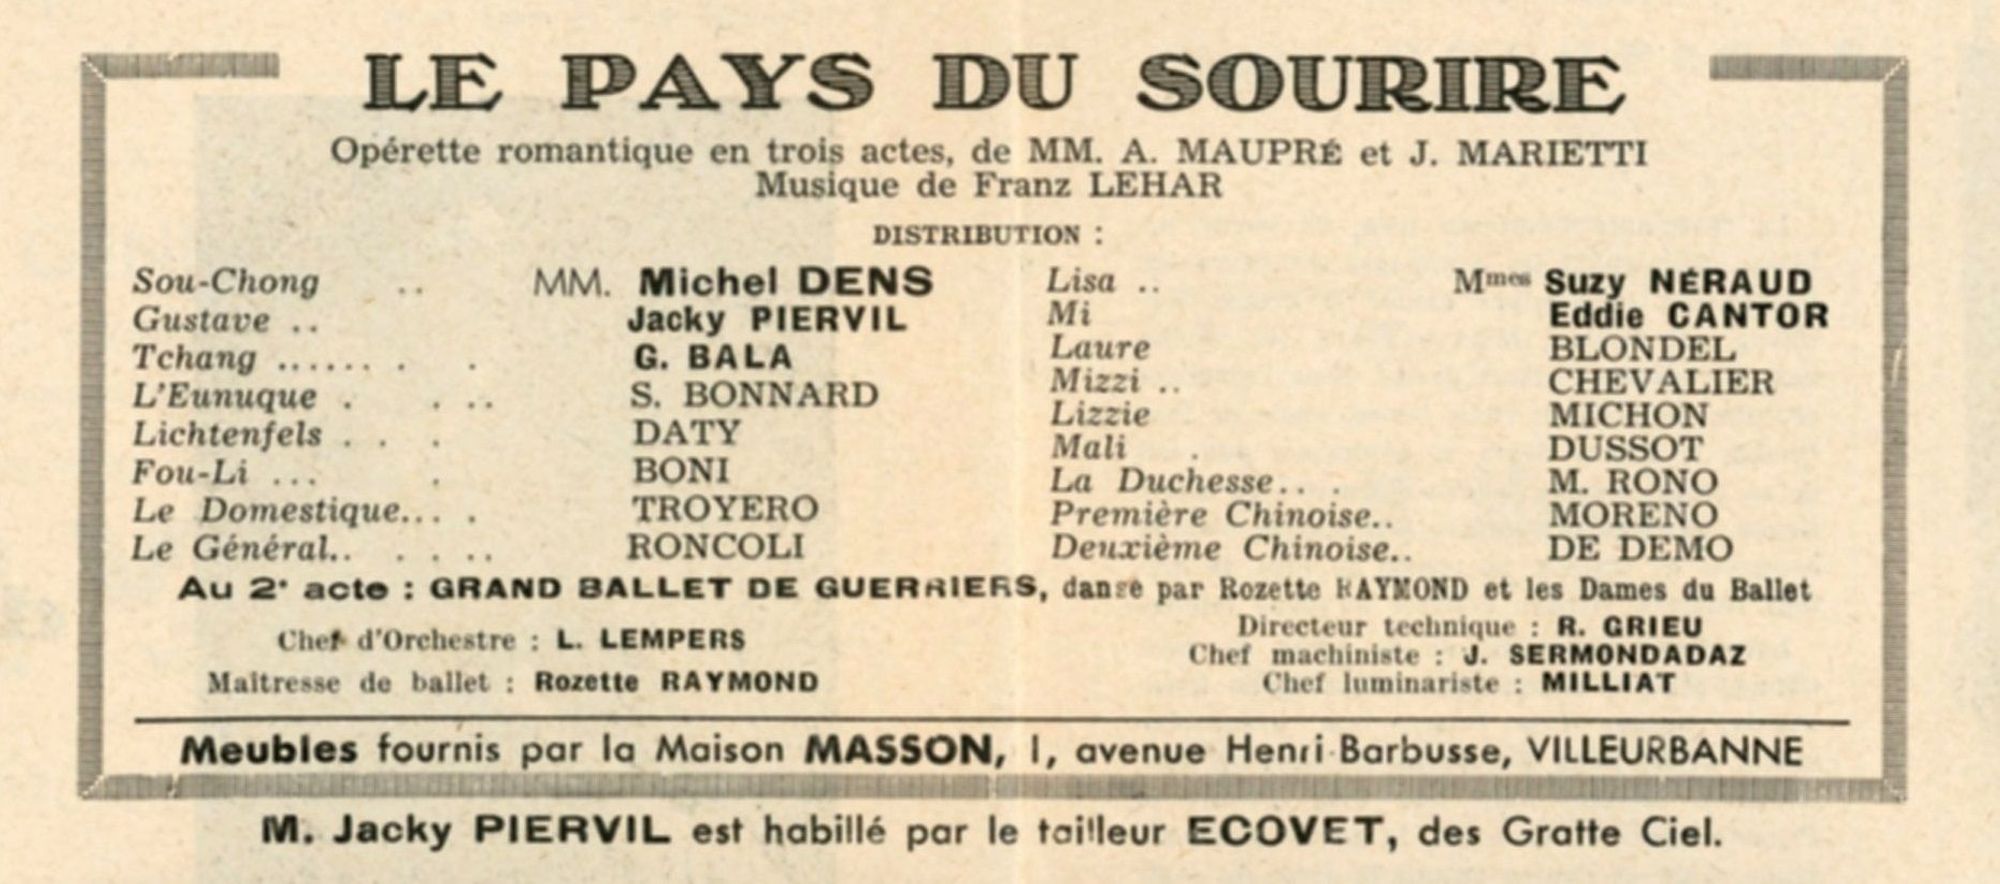 LE PAYS DU SOURIRE
Opérette romantique en trois actes, de MM. A. MAUPRÉ et J. MARIETTI
Musique de Franz LEHAR
DISTRIBUTION :
Sou-Chong .. MM. Michel DENS
Gustave .. Jacky PIERVIL
Tchang ...... . . G. BALA
L'Eunuque . . .. S. BONNARD
Lichtenfels . . . DATY
Fou-Li ... . BONI
Le Domestique... . TROYERO
Le Général.. . . .. RONCOLI
Lisa .. Mmes Suzy NÉRAUD
Mi Eddie CANTOR
Laure BLONDEL
Mizzi .. CHEVALIER
Lizzie MICHON
Mali . DUSSOT
La Duchesse.. . M. RONO
Première Chinoise.. MORENO
Deuxième Chinoise.. DE DEMO
Au 2e acte : GRAND BALLET DE GUERRIERS, dansé par Rozette RAYMOND et les Dames du Ballet
Chef d'Orchestre : L. LEMPERS
Maîtresse de ballet : Rozette RAYMOND
Directeur technique : R. GRIEU
Chef machiniste : J. SERMONDADAZ
Chef luminariste : MILLIAT
Meubles fournis par la Maison MASSON, 1, avenue Henri-Barbusse, VILLEURBANNE
M. Jacky PIERVIL est habillé par le tailleur ECOVET, des Gratte Ciel.